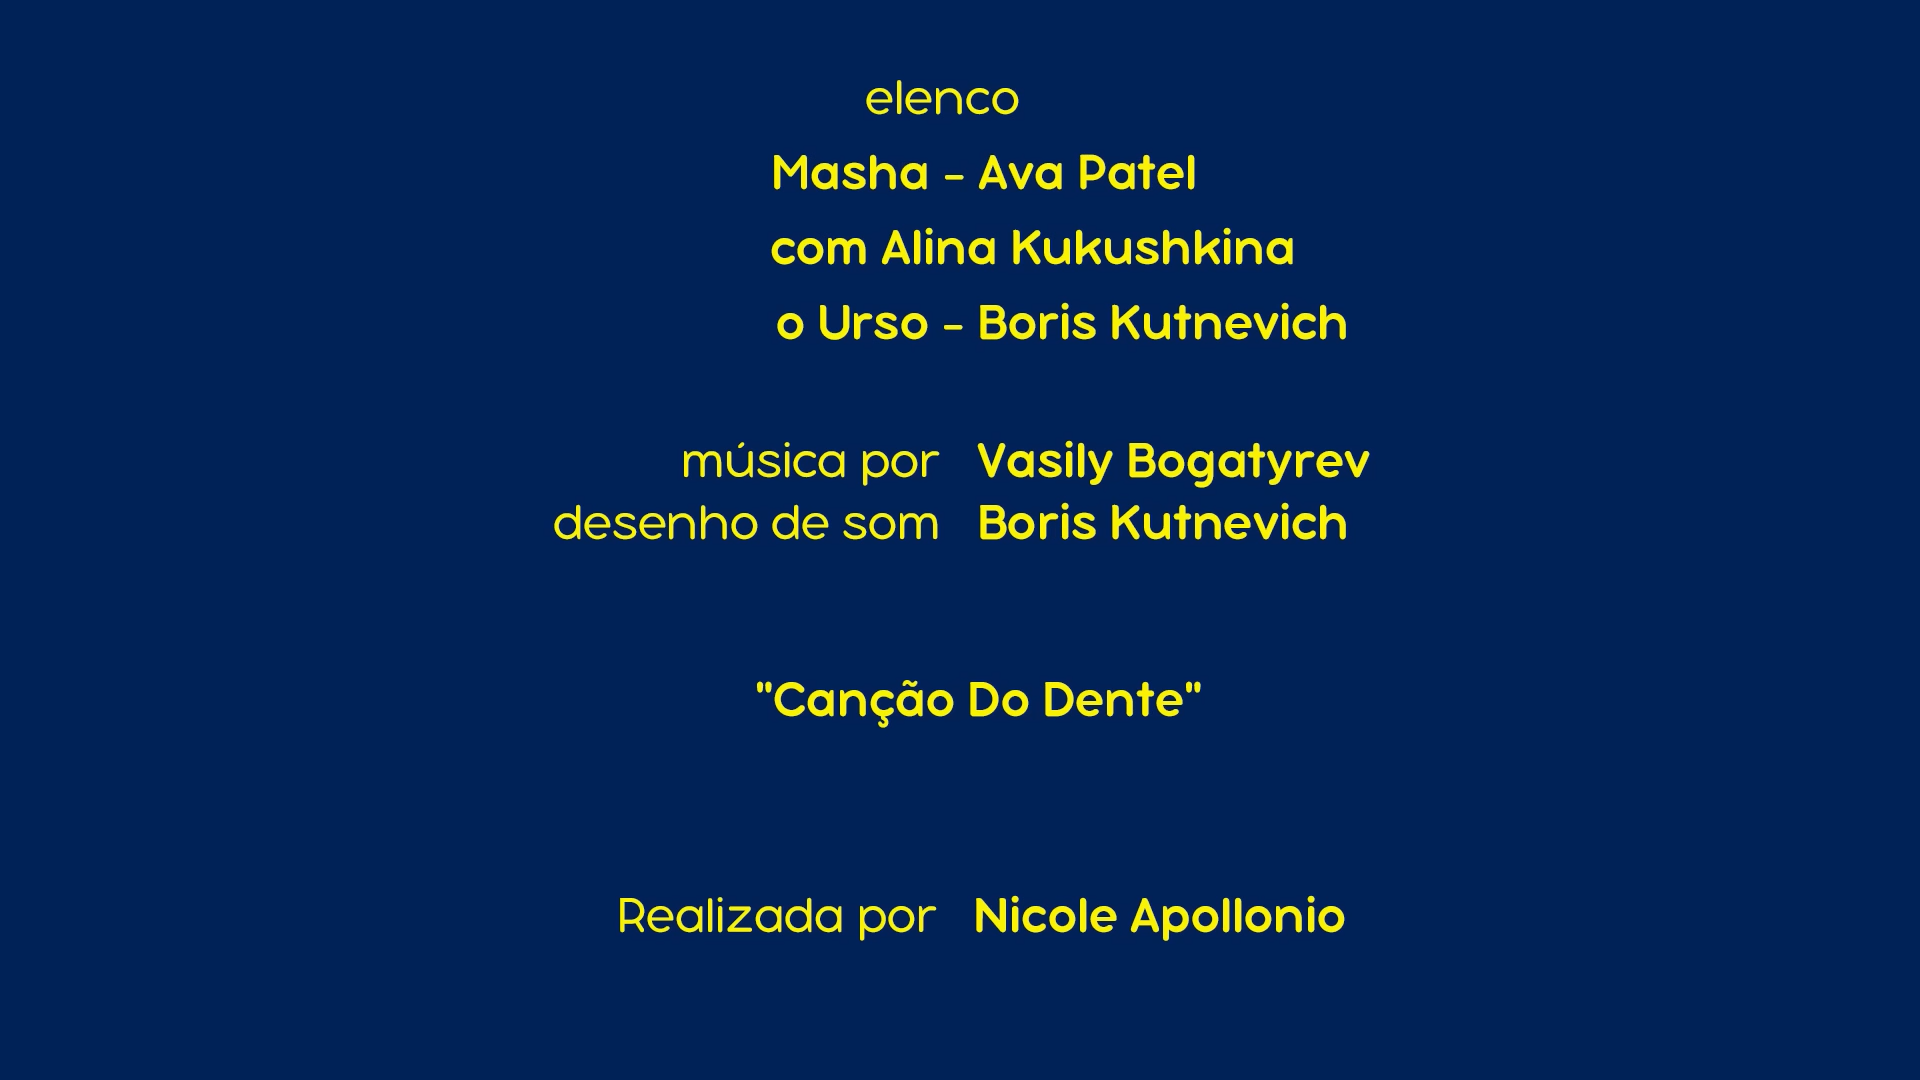 elenco
Masha - Ava Patel
com Alina Kukushkina
o Urso - Boris Kutnevich
música por Vasily Bogatyrev
desenho de som Boris Kutnevich
"Canção Do Dente"
Realizada por Nicole Apollonio